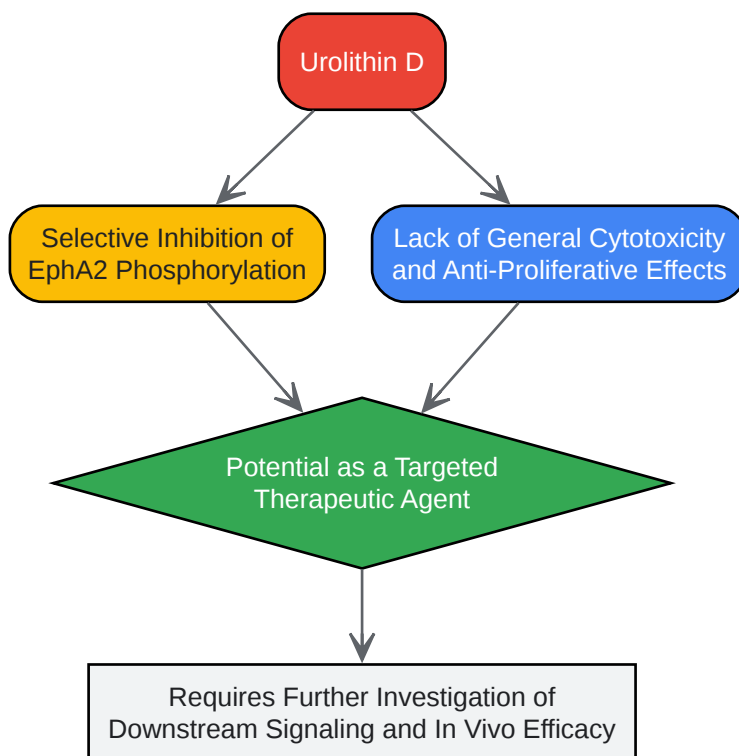 Urolithin D
Selective Inhibition of
EphA2 Phosphorylation
Lack of General Cytotoxicity
and Anti-Proliferative Effects
Potential as a Targeted
Therapeutic Agent
Requires Further Investigation of
Downstream Signaling and In Vivo Efficacy